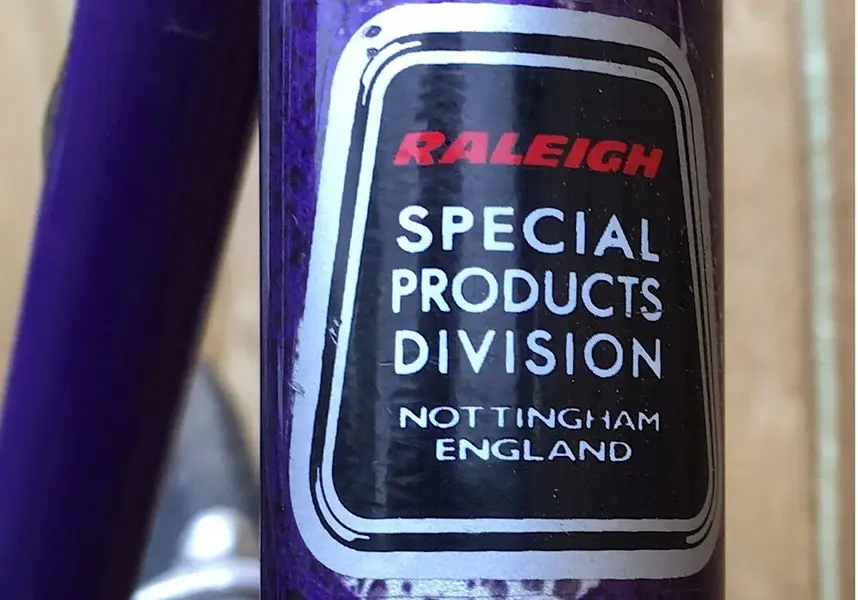 RALEIGH
SPECIAL
PRODUCTS
DIVISION
NOTTINGHAM
ENGLAND